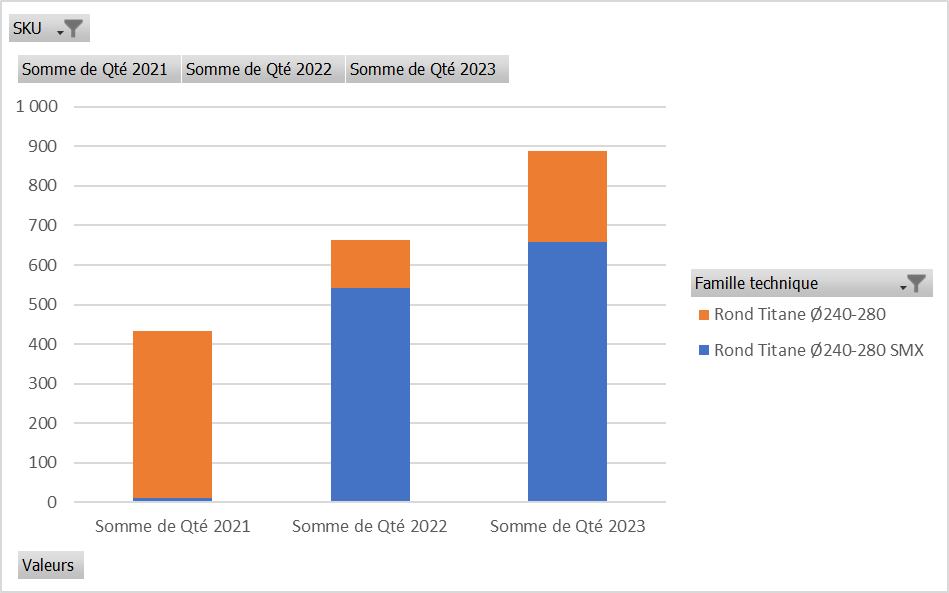 SKU
Somme de Qté 2021 Somme de Qté 2022 Somme de Qté 2023
1 000
900
800
700
600
500
400
300
200
100
0
Somme de Qté 2021 Somme de Qté 2022 Somme de Qté 2023
Famille technique
Rond Titane Ø240-280
Rond Titane Ø240-280 SMX
Valeurs